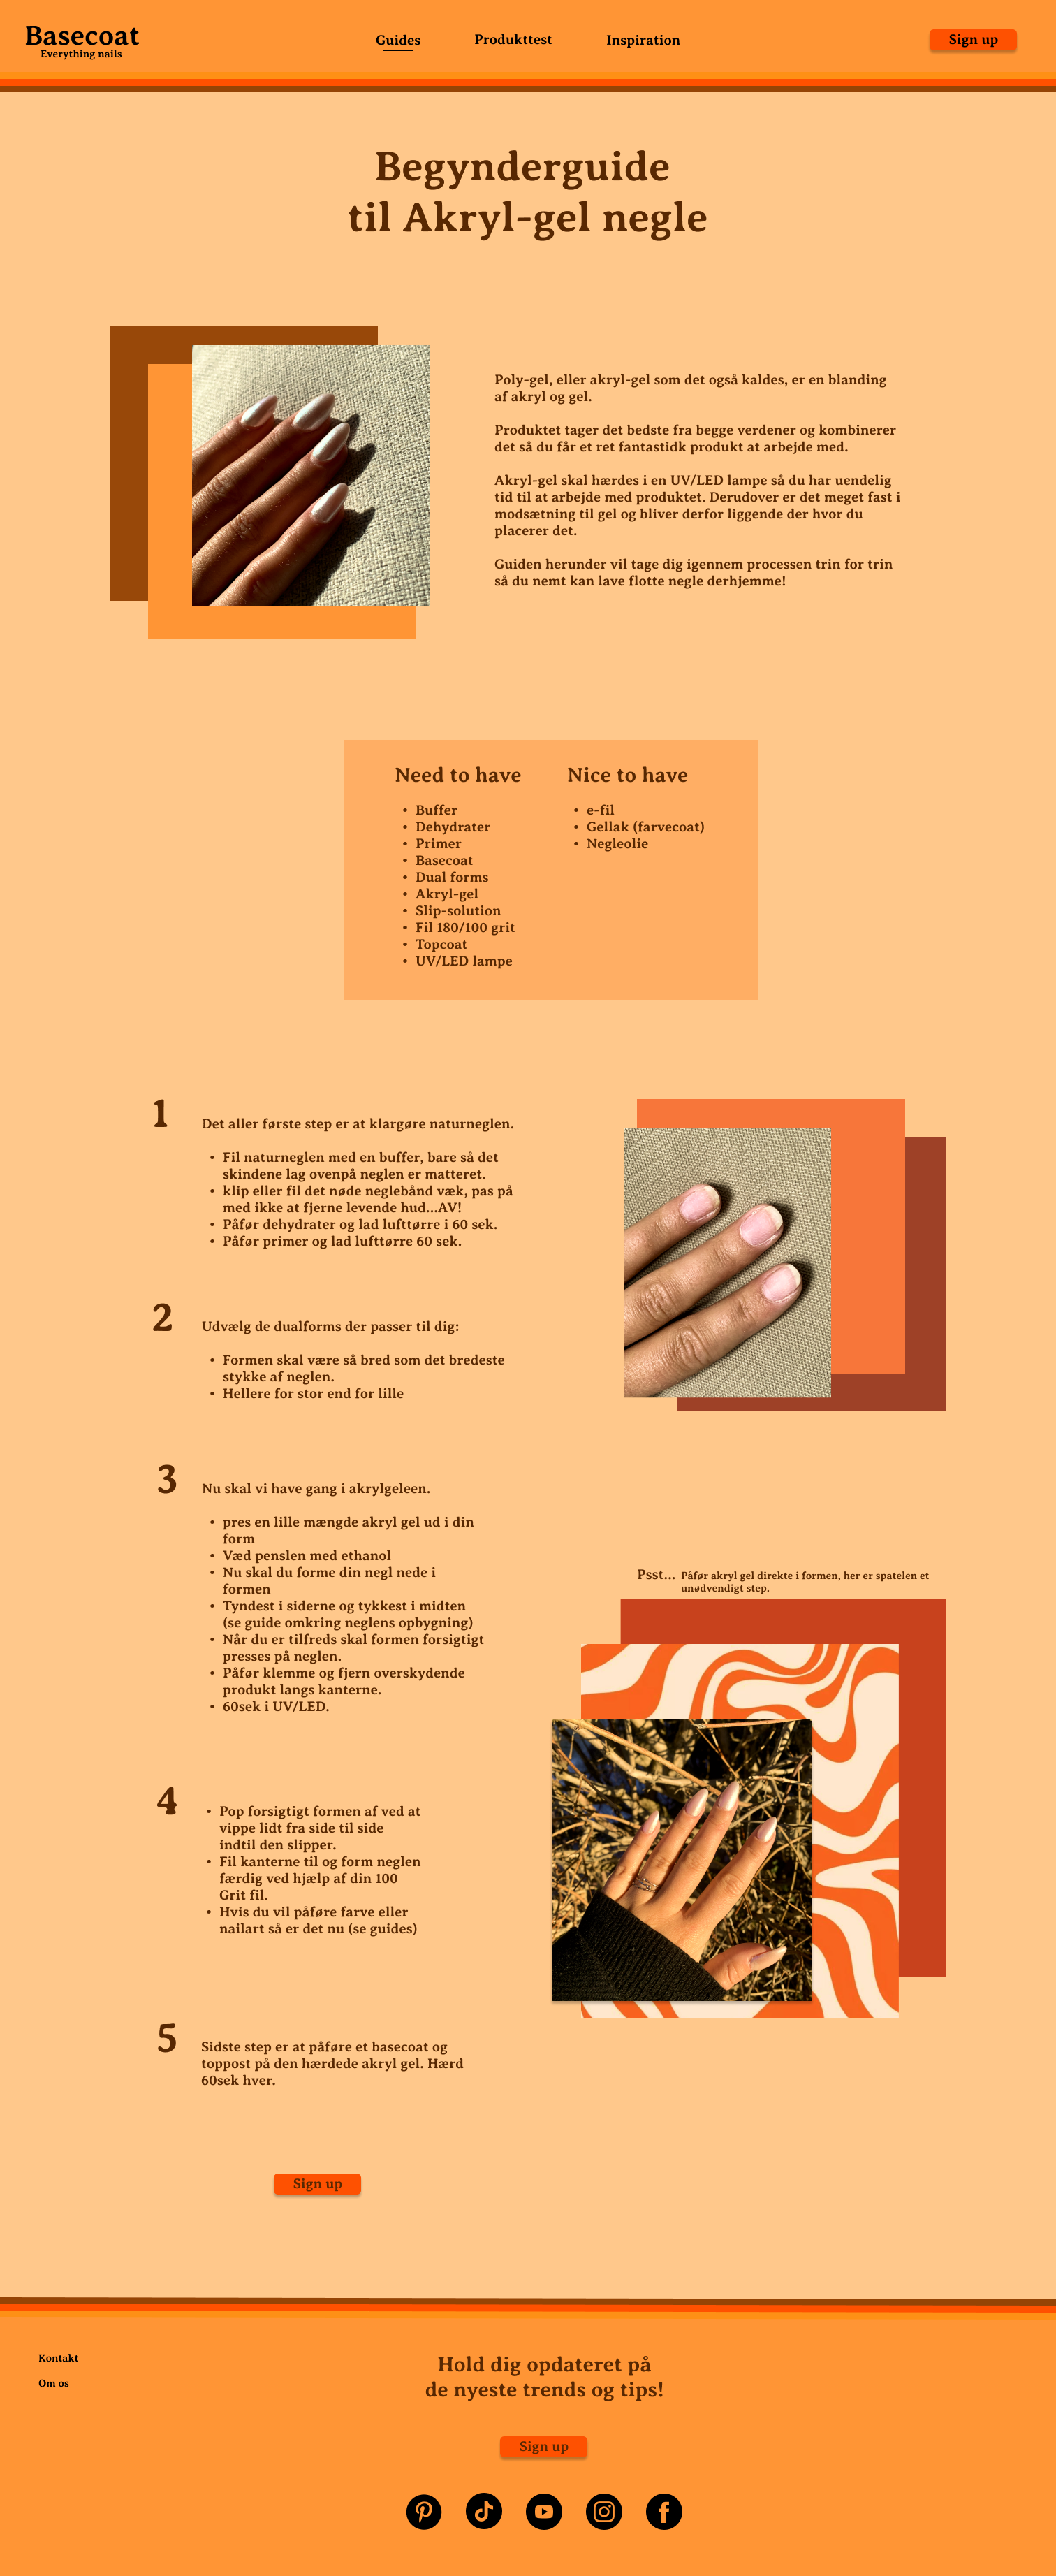 Basecoat
Everything nails
Guides
Produkttest
Inspiration
Sign up
Begynderguide
til Akryl-gel negle
Poly-gel, eller akryl-gel som det også kaldes, er en blanding
af akryl og gel.
Produktet tager det bedste fra begge verdener og kombinerer
det så du får et ret fantastidk produkt at arbejde med.
Akryl-gel skal hærdes i en UV/LED lampe så du har uendelig
tid til at arbejde med produktet. Derudover er det meget fast i
modsætning til gel og bliver derfor liggende der hvor du
placerer det.
Guiden herunder vil tage dig igennem processen trin for trin
så du nemt kan lave flotte negle derhjemme!
Need to have
• Buffer
• Dehydrater
• Primer
• Basecoat
• Dual forms
• Akryl-gel
• Slip-solution
• Fil 180/100 grit
• Topcoat
• UV/LED lampe
Nice to have
• e-fil
• Gellak (farvecoat)
• Negleolie
1
Det aller første step er at klargøre naturneglen.
• Fil naturneglen med en buffer, bare så det
skindene lag ovenpå neglen er matteret.
• klip eller fil det nøde neglebånd væk, pas på
med ikke at fjerne levende hud...AV!
• Påfør dehydrater og lad lufttørre i 60 sek.
• Påfør primer og lad lufttørre 60 sek.
2
Udvælg de dualforms der passer til dig:
• Formen skal være så bred som det bredeste
stykke af neglen.
• Hellere for stor end for lille
3
Nu skal vi have gang i akrylgeleen.
• pres en lille mængde akryl gel ud i din
form
• Væd penslen med ethanol
• Nu skal du forme din negl nede i
formen
• Tyndest i siderne og tykkest i midten
(se guide omkring neglens opbygning)
• Når du er tilfreds skal formen forsigtigt
presses på neglen.
• Påfør klemme og fjern overskydende
produkt langs kanterne.
• 60sek i UV/LED.
Psst... Påfør akryl gel direkte i formen, her er spatelen et
unødvendigt step.
4
• Pop forsigtigt formen af ved at
vippe lidt fra side til side
indtil den slipper.
• Fil kanterne til og form neglen
færdig ved hjælp af din 100
Grit fil.
• Hvis du vil påføre farve eller
nailart så er det nu (se guides)
5
Sidste step er at påføre et basecoat og
toppost på den hærdede akryl gel. Hærd
60sek hver.
Sign up
Kontakt
Om os
Hold dig opdateret på
de nyeste trends og tips!
Sign up